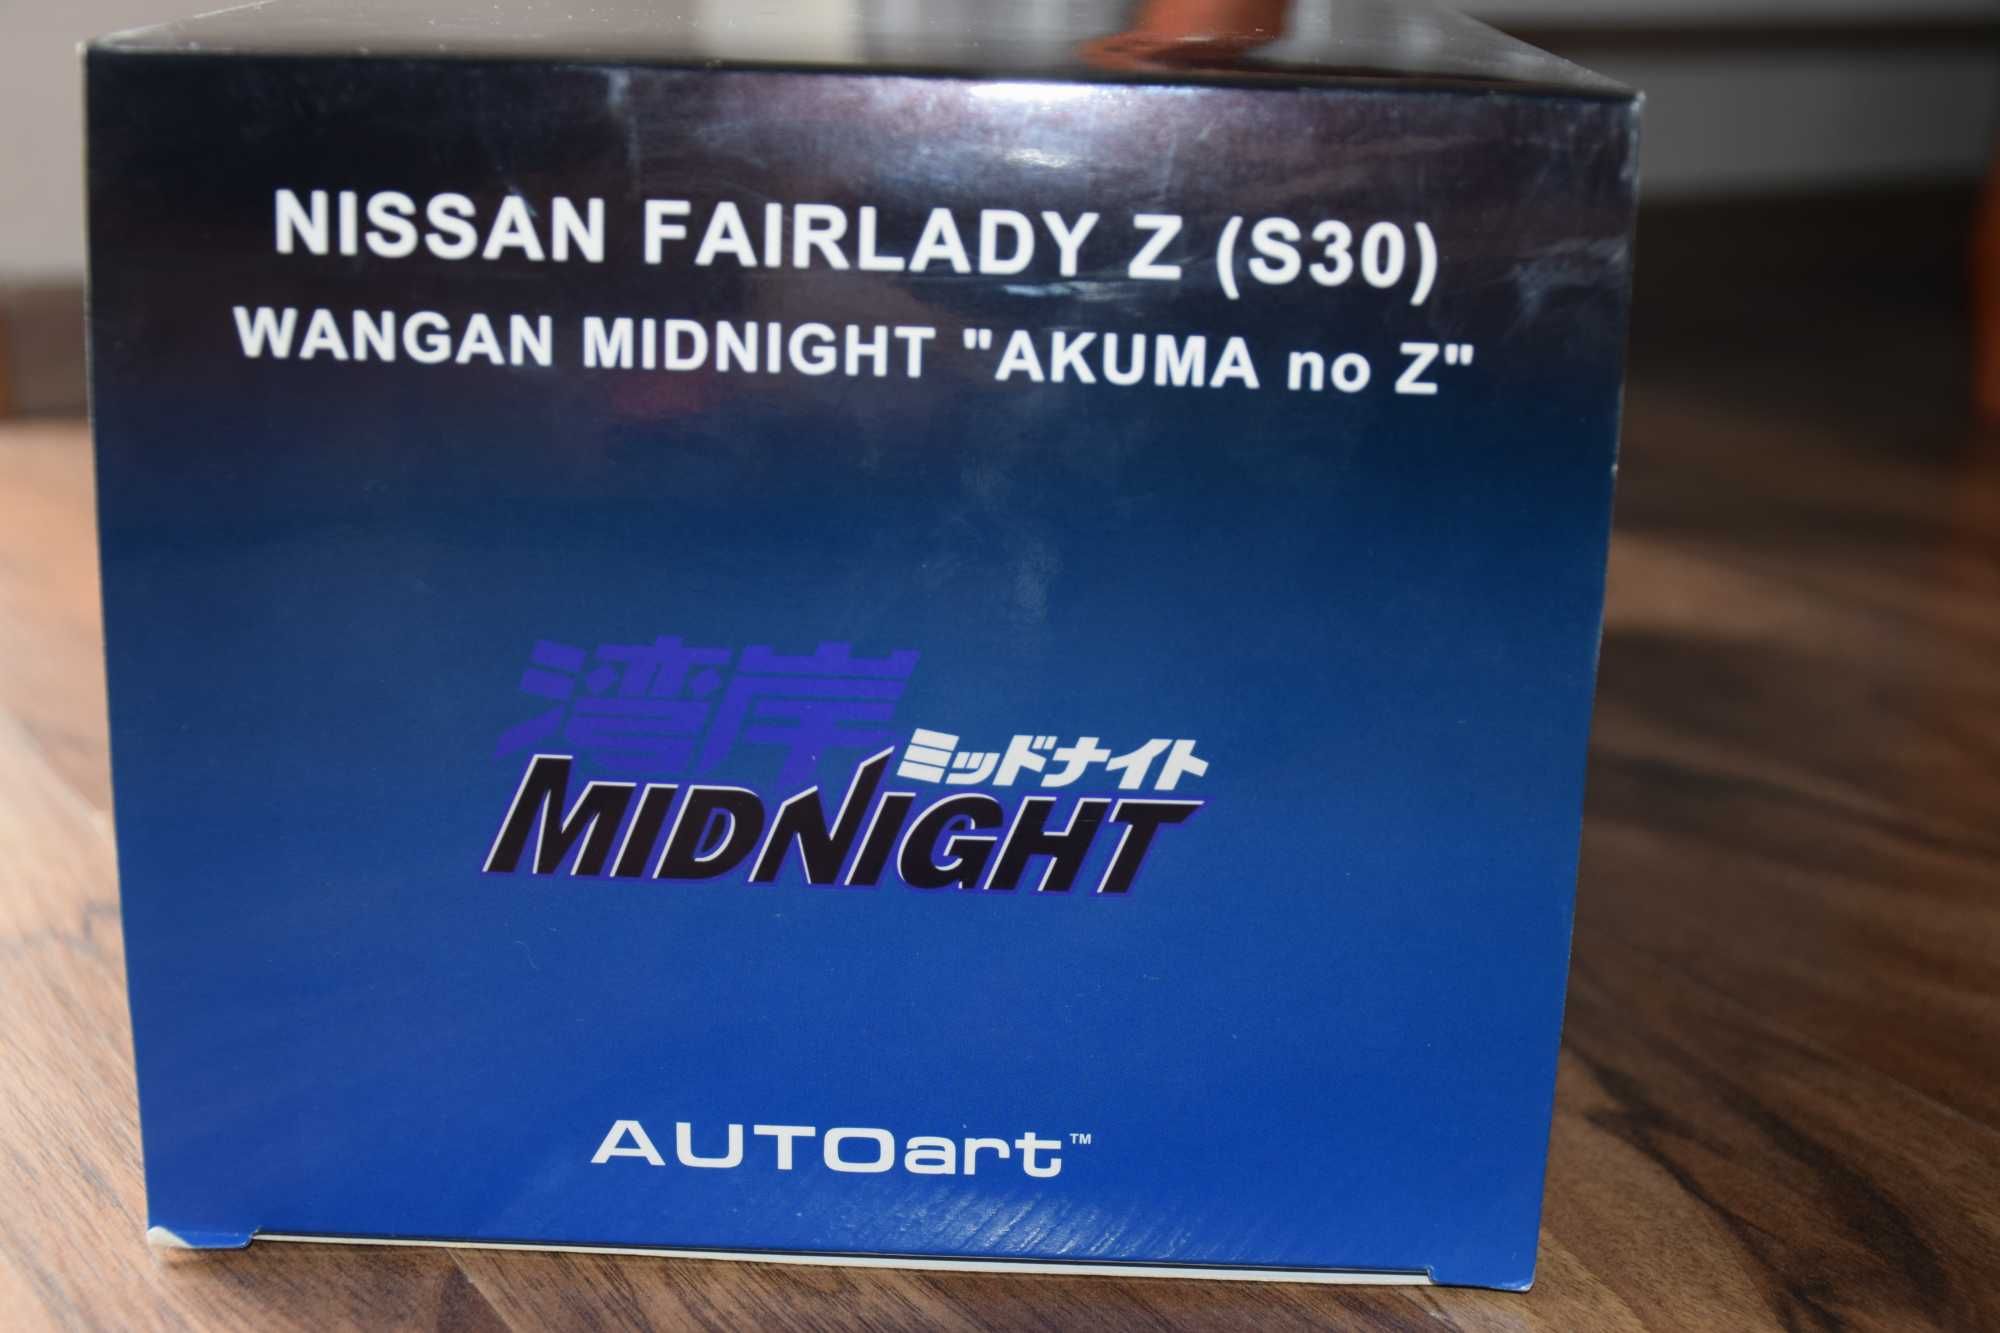 NISSAN FAIRLADY Z (S30)
WANGAN MIDNIGHT "AKUMA no Z"
湾岸
ミッドナイト
MIDNIGHT
AUTOart™